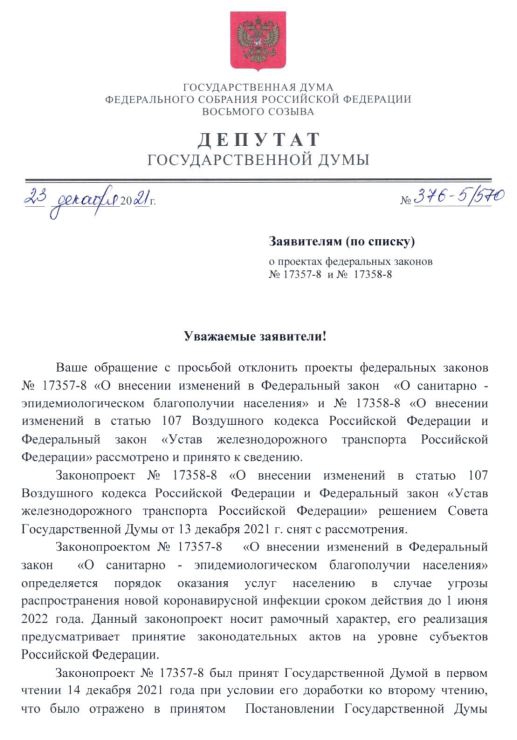 ГОСУДАРСТВЕННАЯ ДУМА
ФЕДЕРАЛЬНОГО СОБРАНИЯ РОССИЙСКОЙ ФЕДЕРАЦИИ
ВОСЬМОГО СОЗЫВА
ДЕПУТАТ
ГОСУДАРСТВЕННОЙ ДУМЫ
23 декабря 2021г.
№ 376-5/570
Заявителям (по списку)
о проектах федеральных законов
№ 17357-8 и № 17358-8
Уважаемые заявители!
Ваше обращение с просьбой отклонить проекты федеральных законов
№ 17357-8 «О внесении изменений в Федеральный закон «О санитарно -
эпидемиологическом благополучии населения» и № 17358-8 «О внесении
изменений в статью 107 Воздушного кодекса Российской Федерации и
Федеральный закон «Устав железнодорожного транспорта Российской
Федерации» рассмотрено и принято к сведению.
Законопроект № 17358-8 «О внесении изменений в статью 107
Воздушного кодекса Российской Федерации и Федеральный закон «Устав
железнодорожного транспорта Российской Федерации» решением Совета
Государственной Думы от 13 декабря 2021 г. снят с рассмотрения.
Законопроектом № 17357-8 «О внесении изменений в Федеральный
закон «О санитарно - эпидемиологическом благополучии населения»
определяется порядок оказания услуг населению в случае угрозы
распространения новой коронавирусной инфекции сроком действия до 1 июня
2022 года. Данный законопроект носит рамочный характер, его реализация
предусматривает принятие законодательных актов на уровне субъектов
Российской Федерации.
Законопроект № 17357-8 был принят Государственной Думой в первом
чтении 14 декабря 2021 года при условии его доработки ко второму чтению,
что было отражено в принятом Постановлении Государственной Думы